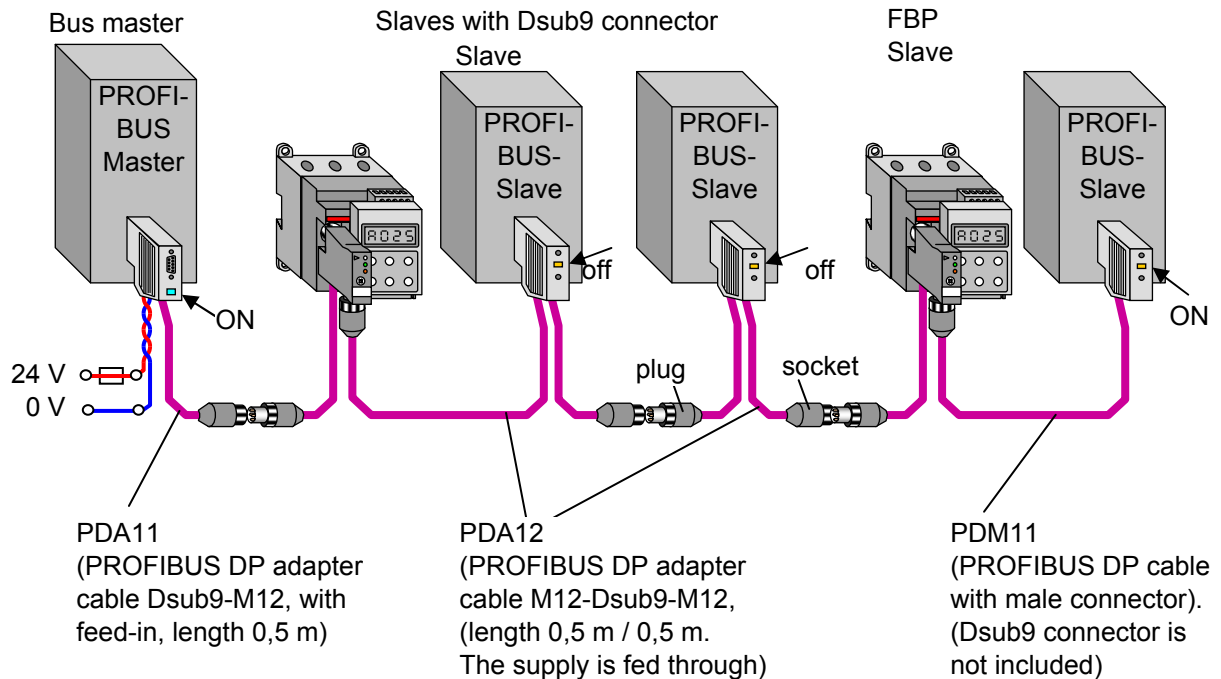 Bus master
Slaves with Dsub9 connector
Slave
FBP
Slave
PROFI-
BUS
Master
PROFI-
BUS-
Slave
PROFI-
BUS-
Slave
PROFI-
BUS-
Slave
A025
A025
off
off
ON
ON
24 V
0 V
plug
socket
PDA11
(PROFIBUS DP adapter
cable Dsub9-M12, with
feed-in, length 0,5 m)
PDA12
(PROFIBUS DP adapter
cable M12-Dsub9-M12,
(length 0,5 m / 0,5 m.
The supply is fed through)
PDM11
(PROFIBUS DP cable
with male connector).
(Dsub9 connector is
not included)